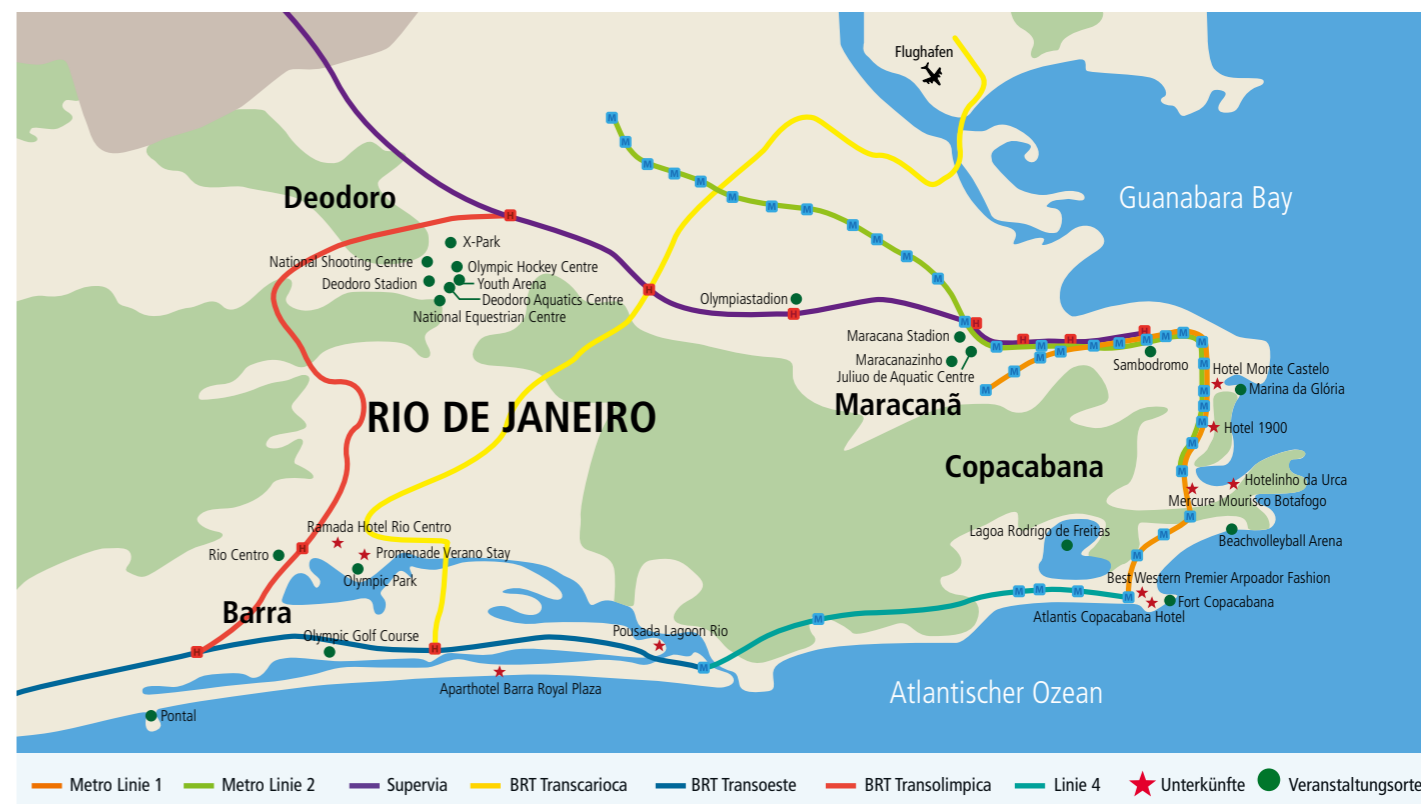 Flughafen
Guanabara Bay
Deodoro
X-Park
National Shooting Centre
Olympic Hockey Centre
Deodoro Stadion
Youth Arena
Deodoro Aquatics Centre
National Equestrian Centre
Olympiastadion
Maracana Stadion
Maracanazinho
Juliuo de Aquatic Centre
Maracanã
Sambodromo
Hotel Monte Castelo
Marina da Glória
RIO DE JANEIRO
Hotel 1900
Copacabana
Hotelinho da Urca
Mercure Mourisco Botafogo
Lagoa Rodrigo de Freitas
Beachvolleyball Arena
Ramada Hotel Rio Centro
Rio Centro
Promenade Verano Stay
Olympic Park
Best Western Premier Arpoador Fashion
Fort Copacabana
Atlantis Copacabana Hotel
Barra
Olympic Golf Course
Pousada Lagoon Rio
Aparthotel Barra Royal Plaza
Atlantischer Ozean
Pontal
Metro Linie 1 Metro Linie 2 Supervia BRT Transcarioca BRT Transoeste BRT Transolimpica Linie 4 Unterkünfte Veranstaltungsorte